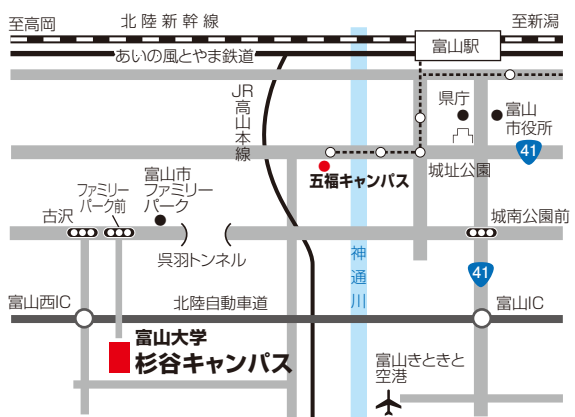 至高岡
北陸新幹線
至新潟
あいの風とやま鉄道
富山駅
JR高山本線
県庁
富山
市役所
41
五福キャンパス
城址公園
富山市
ファミリー
パーク
ファミリー
パーク前
古沢
城南公園前
呉羽トンネル
神通川
41
富山西IC
北陸自動車道
富山IC
富山大学
杉谷キャンパス
富山きときと
空港